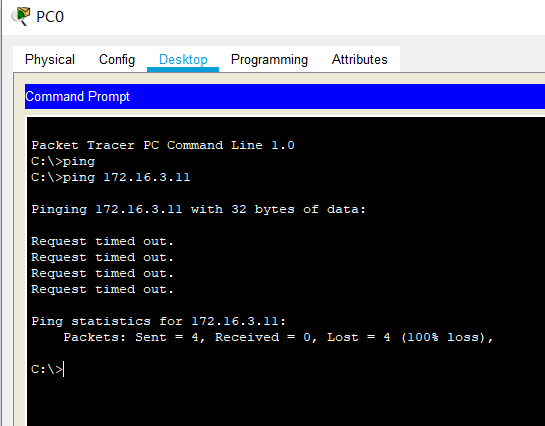 PC0
Physical Config Desktop Programming Attributes
Command Prompt
Packet Tracer PC Command Line 1.0
C:\>ping
C:\>ping 172.16.3.11
Pinging 172.16.3.11 with 32 bytes of data:
Request timed out.
Request timed out.
Request timed out.
Request timed out.
Ping statistics for 172.16.3.11:
Packets: Sent = 4, Received = 0, Lost = 4 (100% loss),
C:\>